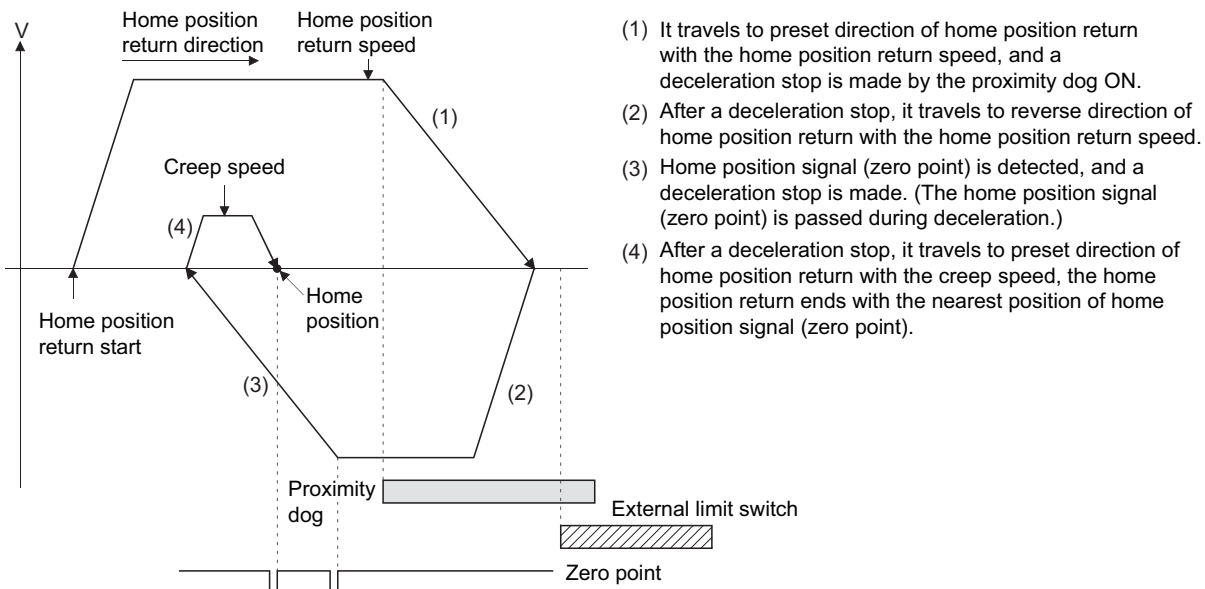 V
Home position
return direction
Home position
return speed
(1)
Creep speed
(4)
Home
position
Home position
return start
(3)
(2)
Proximity
dog
External limit switch
Zero point
(1) It travels to preset direction of home position return
with the home position return speed, and a
deceleration stop is made by the proximity dog ON.
(2) After a deceleration stop, it travels to reverse direction of
home position return with the home position return speed.
(3) Home position signal (zero point) is detected, and a
deceleration stop is made. (The home position signal
(zero point) is passed during deceleration.)
(4) After a deceleration stop, it travels to preset direction of
home position return with the creep speed, the home
position return ends with the nearest position of home
position signal (zero point).